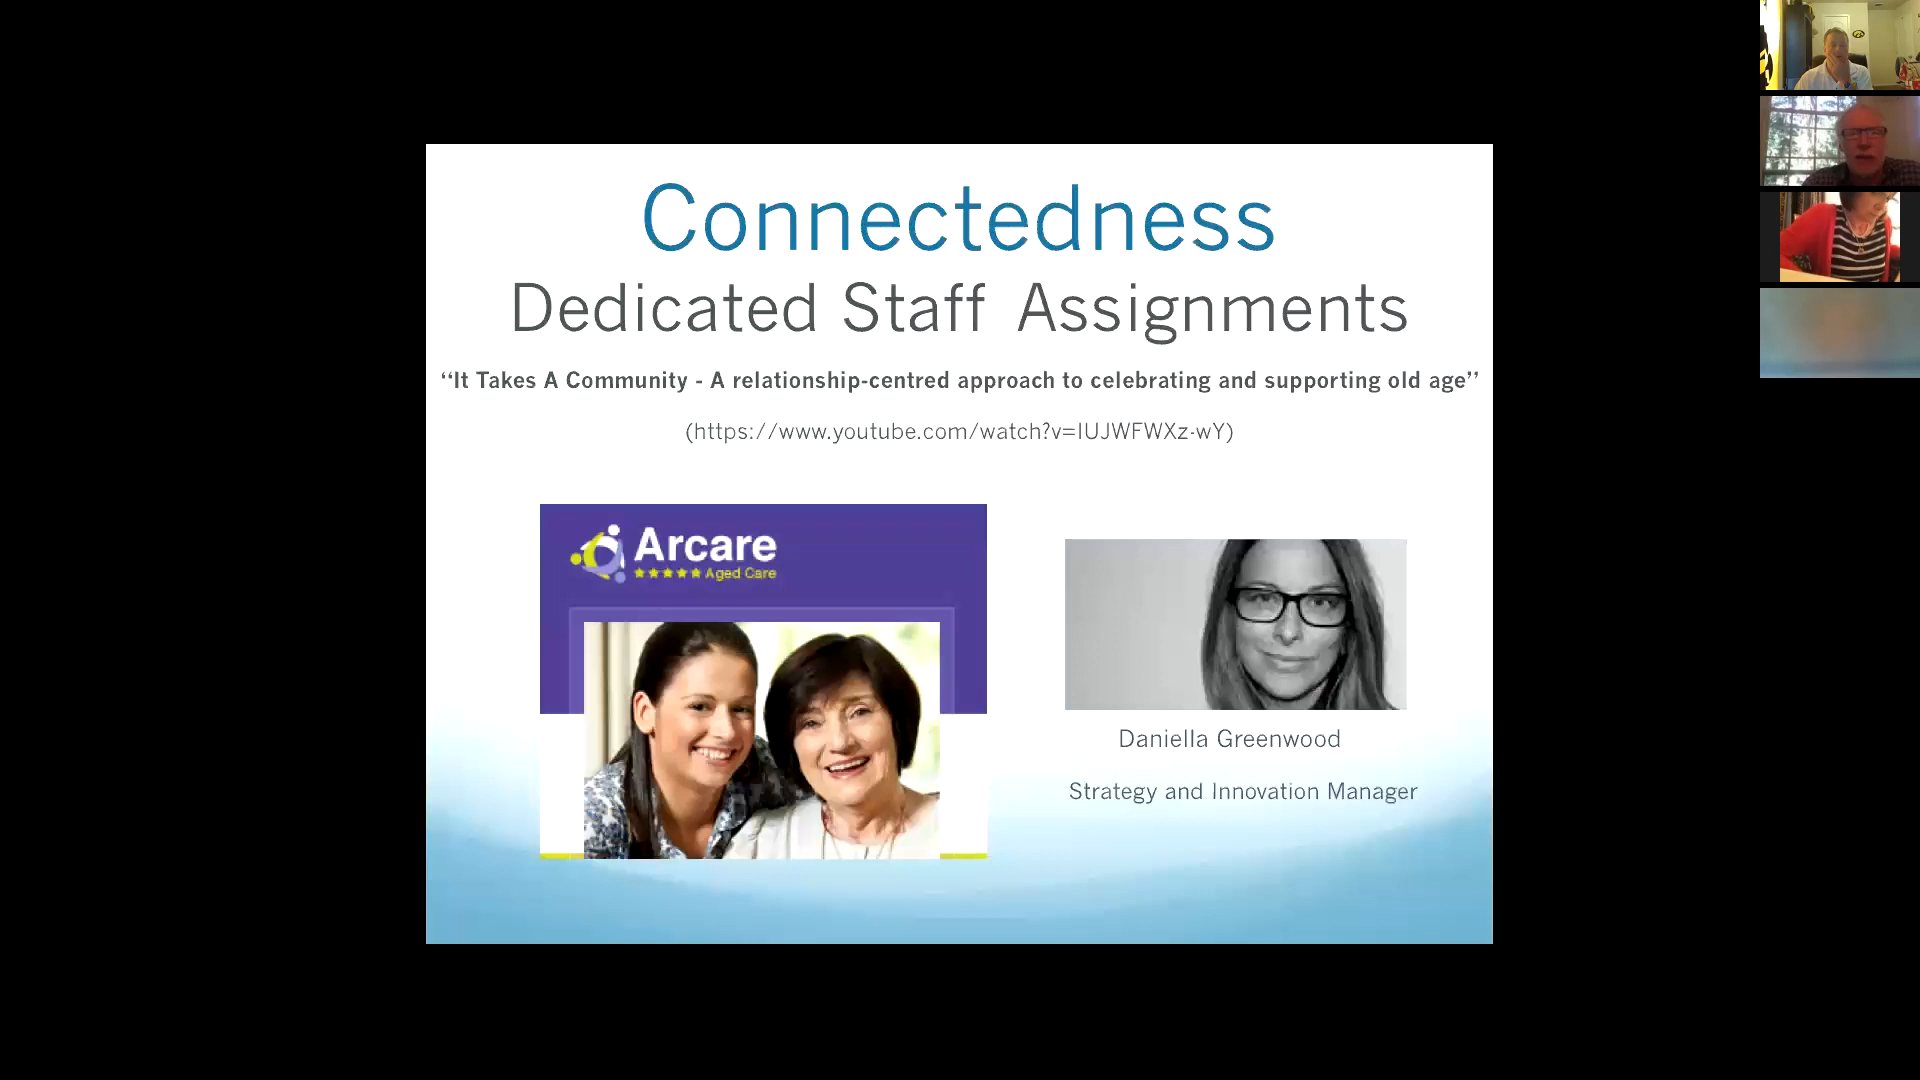 Connectedness
Dedicated Staff Assignments
“It Takes A Community - A relationship-centred approach to celebrating and supporting old age”
(https://www.youtube.com/watch?v=IUJWFWXz-wY)
Arcare
Aged Care
Daniella Greenwood
Strategy and Innovation Manager